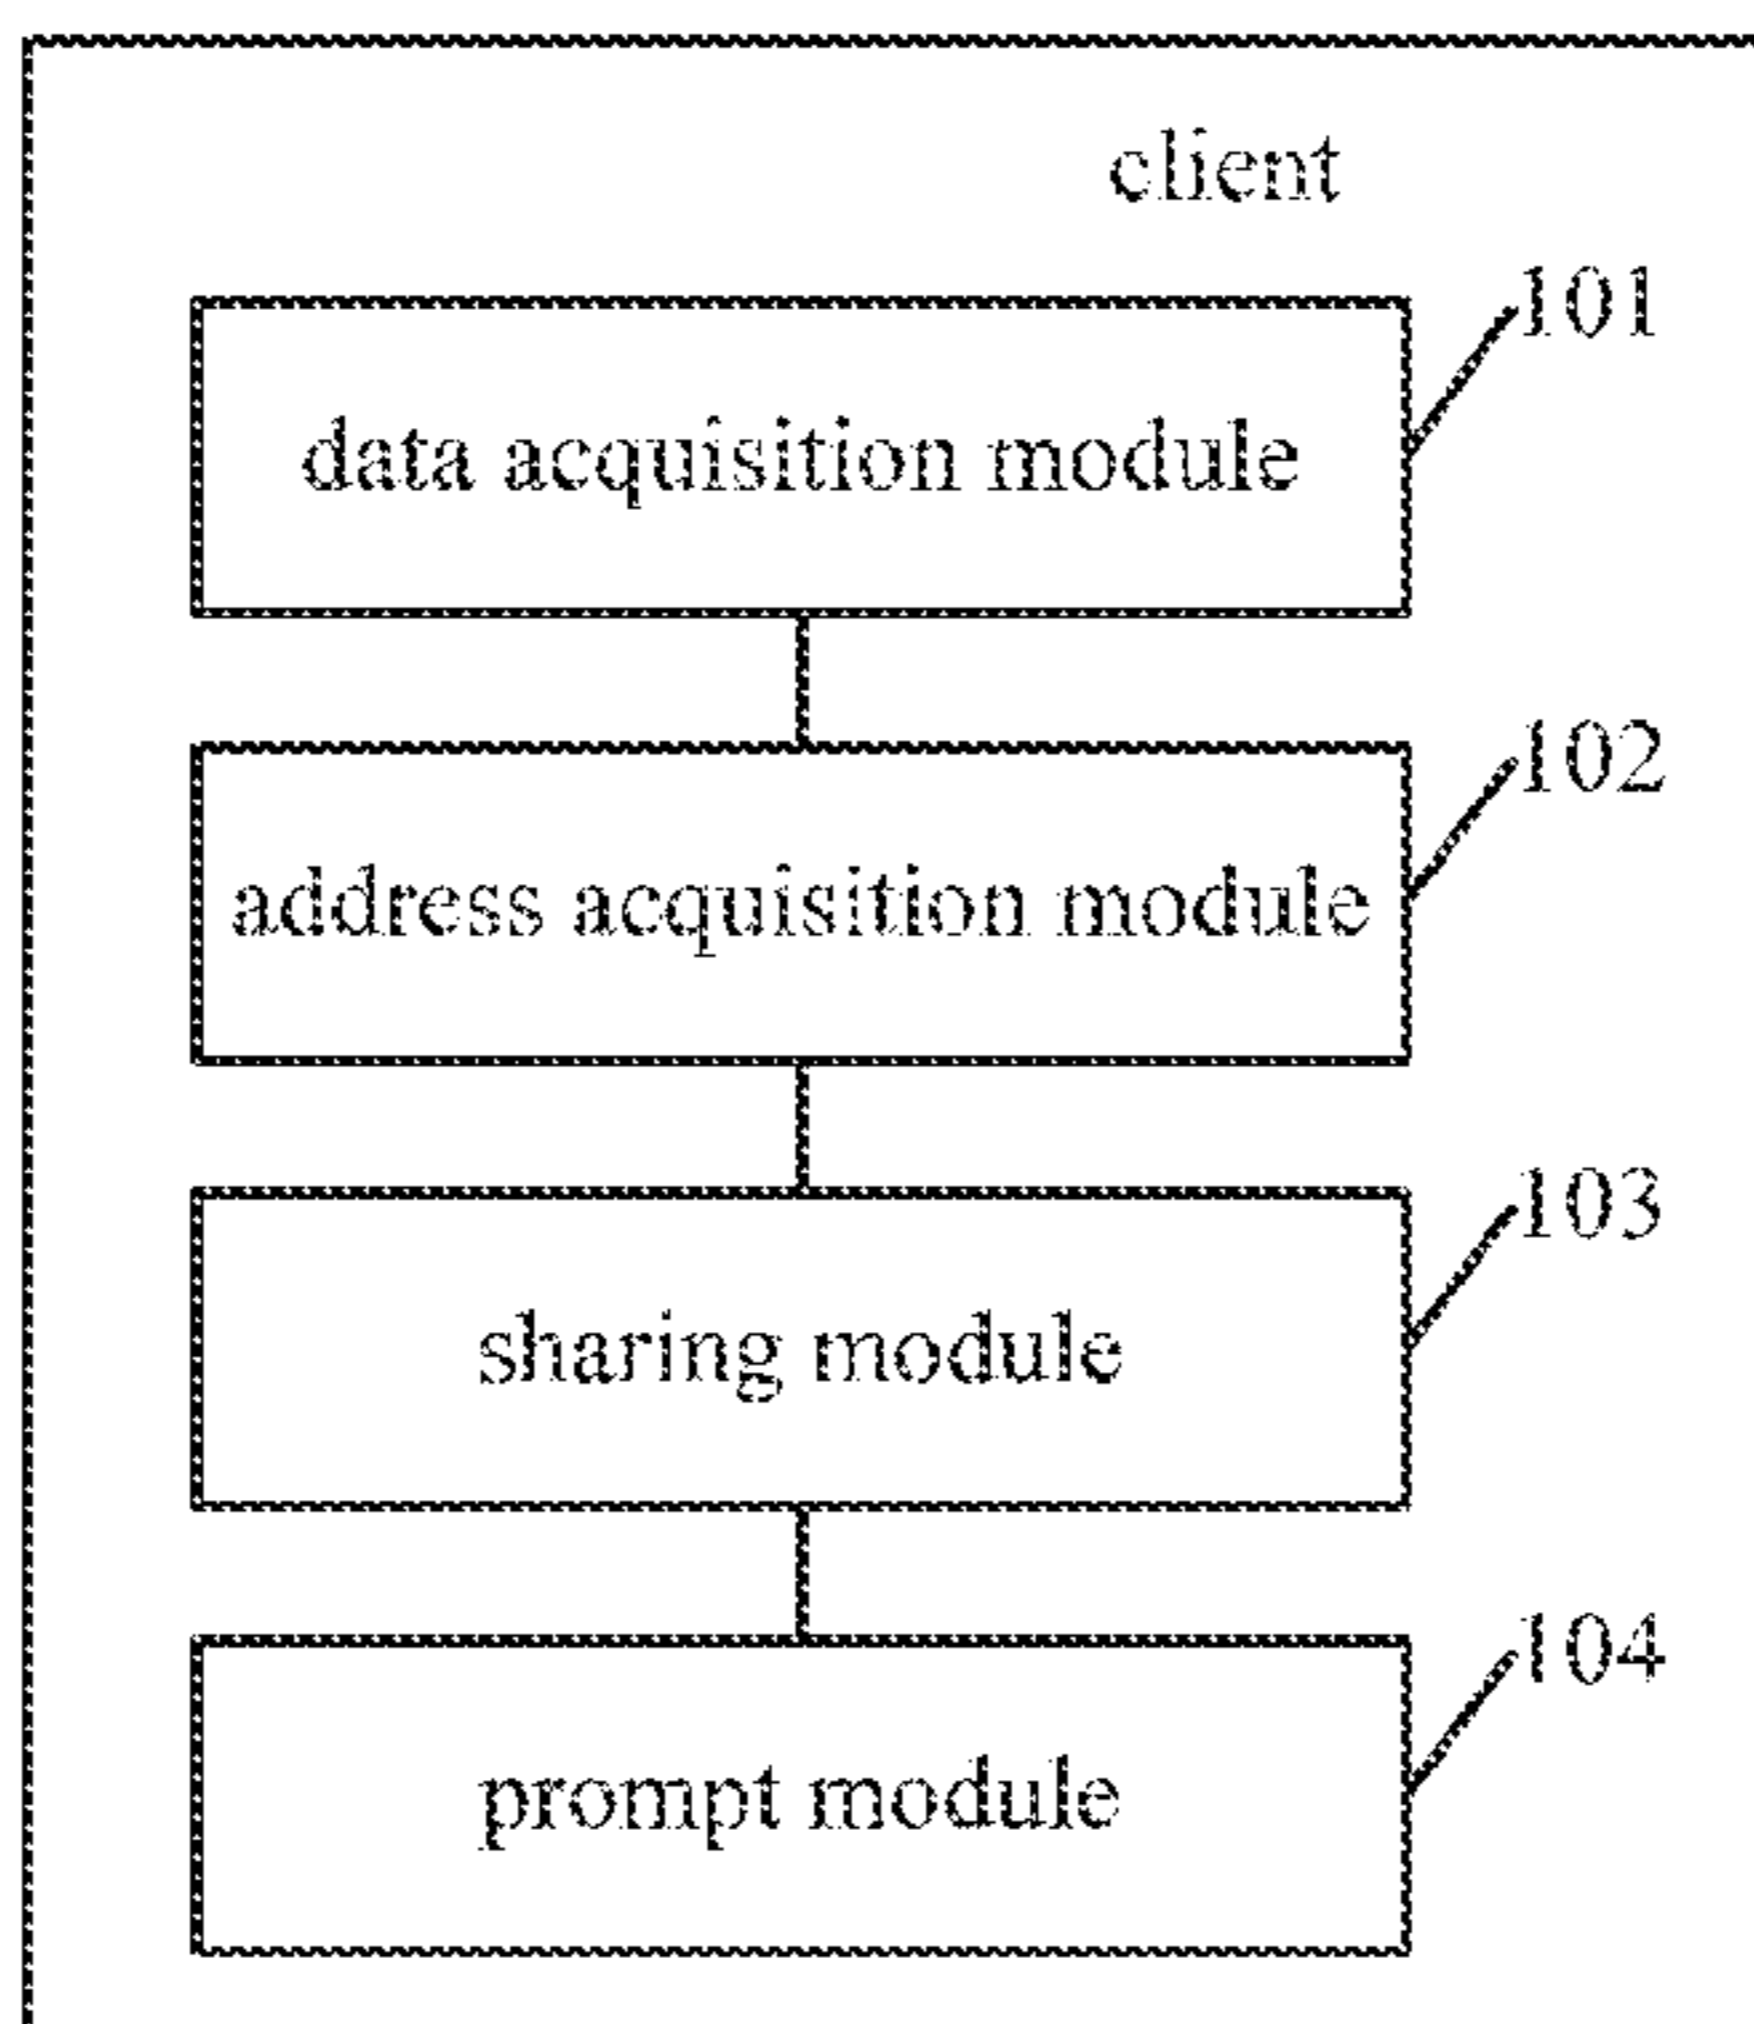 client
101
data acquisition module
102
address acquisition module
103
sharing module
104
prompt module